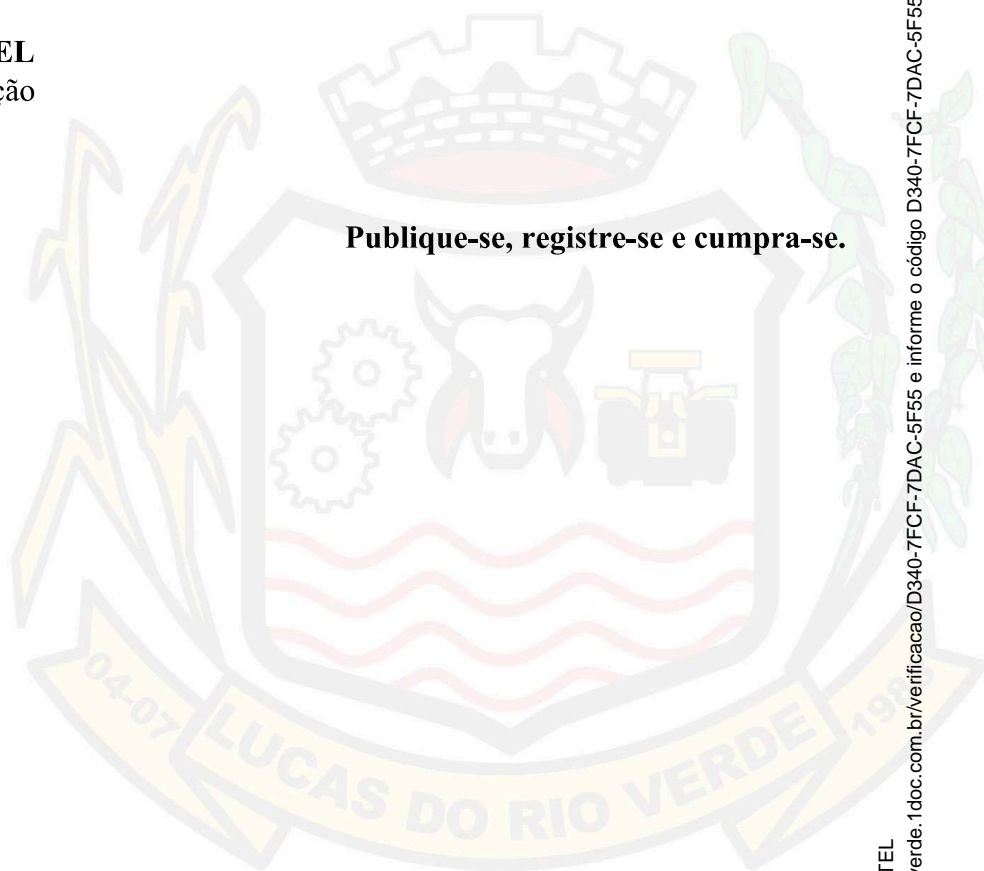 EL
ção
Publique-se, registre-se e cumpra-se.
04-07
LUCAS DO RIO VERDE
1988
TEL
verde.1doc.com.br/verificacao/D340-7FCF-7DAC-5F55 e informe o código D340-7FCF-7DAC-5F55